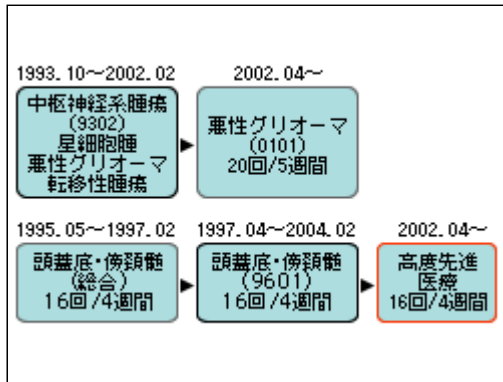 1993.10～2002.02
中枢神経系腫瘍
(9302)
星細胞腫
悪性グリオーマ
転移性腫瘍
2002.04～
悪性グリオーマ
(0101)
20回/5週間
1995.05～1997.02
頭蓋底・傍頚髄
(総合)
16回/4週間
1997.04～2004.02
頭蓋底・傍頚髄
(9601)
16回/4週間
2002.04～
高度先進
医療
16回/4週間